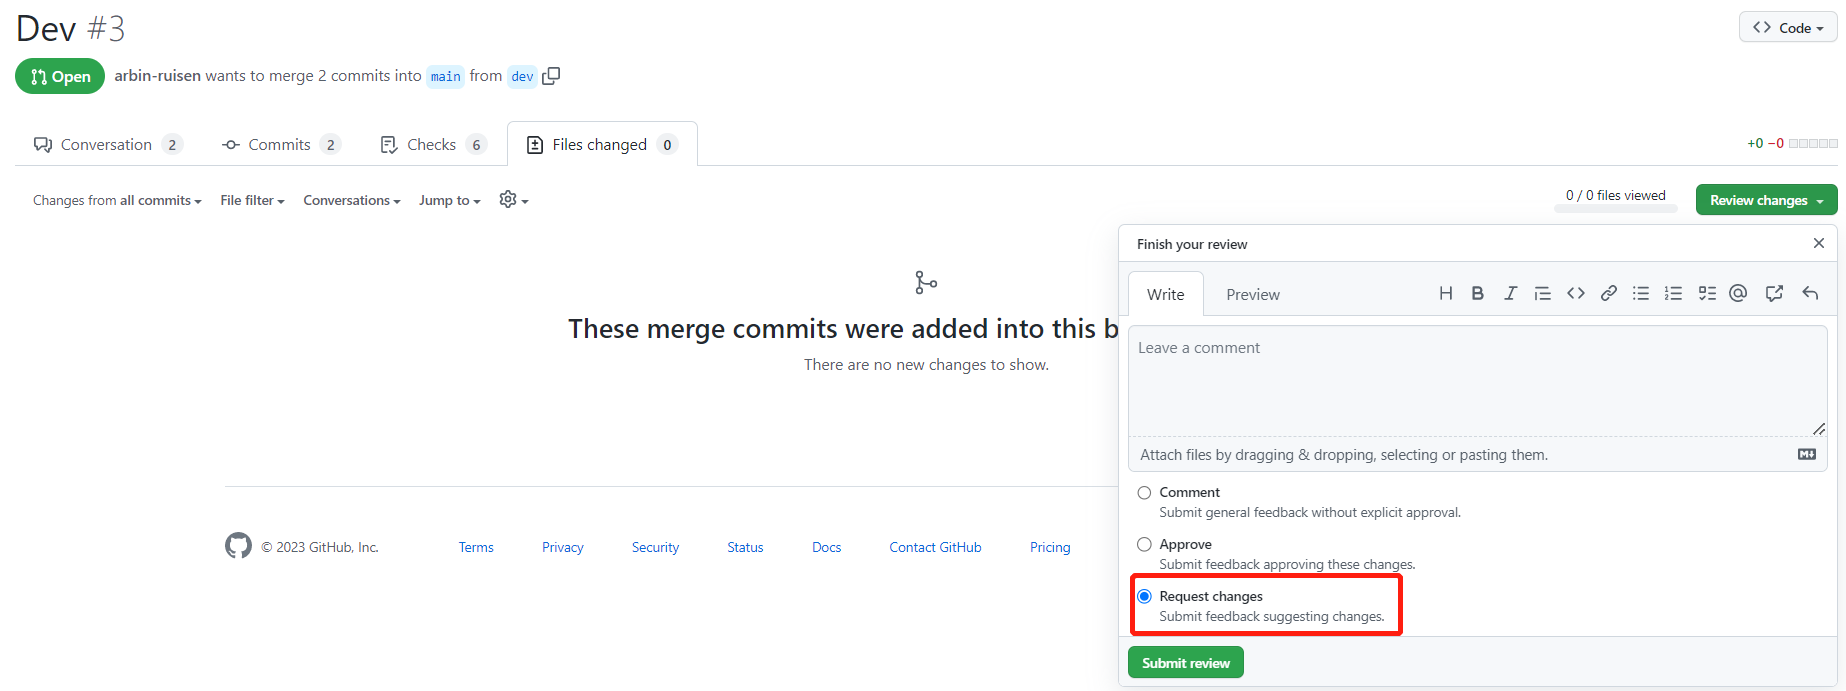 Dev #3
Code
Open
arbin-ruisen wants to merge 2 commits into main from dev
Conversation 2
Commits 2
Checks 6
Files changed 0
+0 −0
Changes from all commits
File filter
Conversations
Jump to
0 / 0 files viewed
Review changes
Finish your review
Write
Preview
Leave a comment
Attach files by dragging & dropping, selecting or pasting them.
Comment
Submit general feedback without explicit approval.
Approve
Submit feedback approving these changes.
Request changes
Submit feedback suggesting changes.
Submit review
These merge commits were added into this b
There are no new changes to show.
© 2023 GitHub, Inc.
Terms
Privacy
Security
Status
Docs
Contact GitHub
Pricing